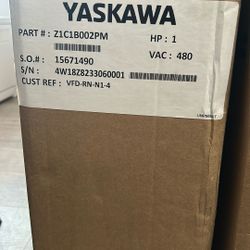 YASKAWA
PART # : Z1C1B002PM HP : 1
VAC : 480
S.O.# : 15671490
S/N : 4W18Z8233060001
CUST REF : VFD-RN-N1-4